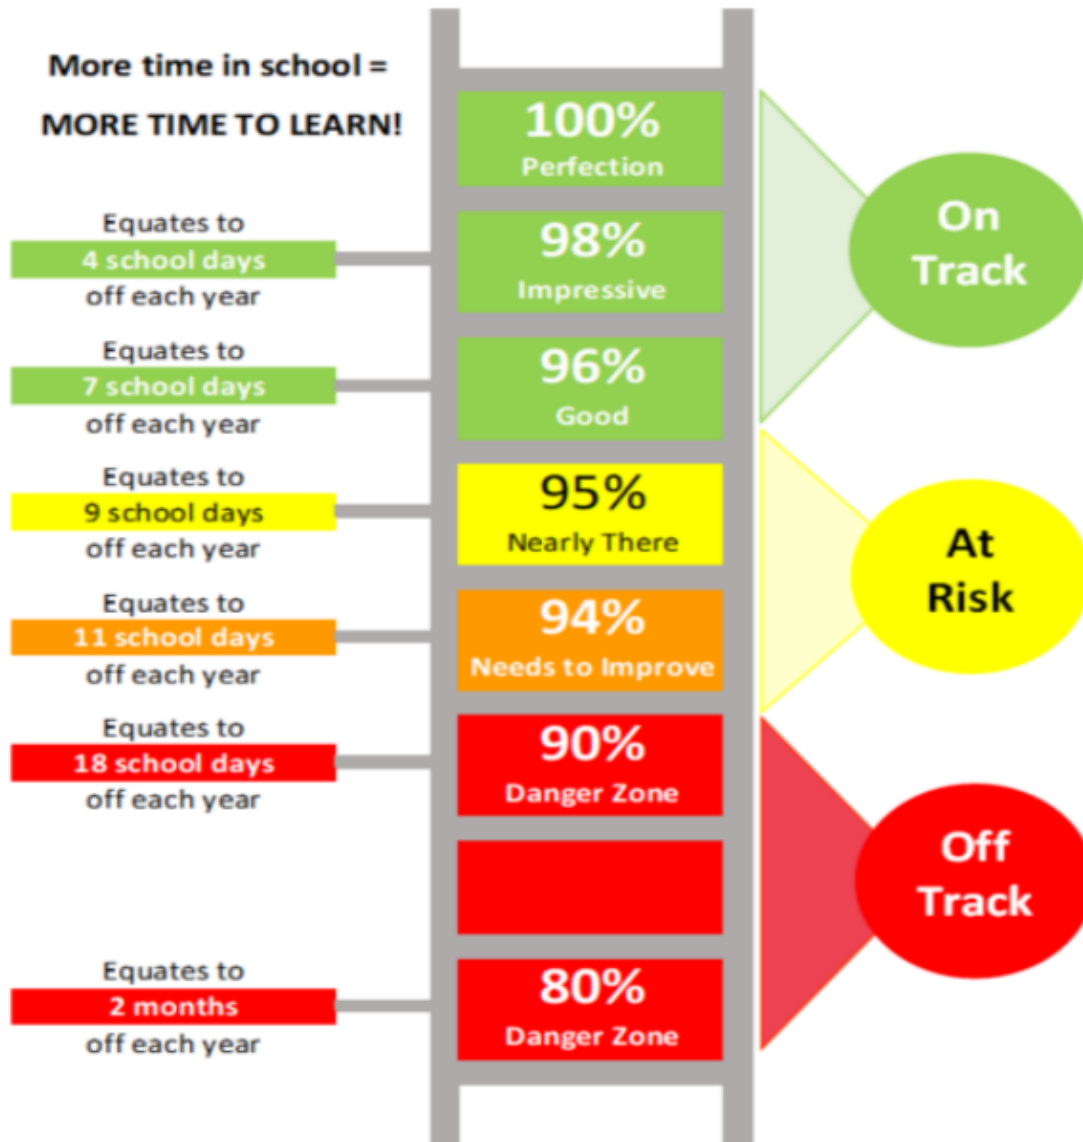 More time in school =
MORE TIME TO LEARN!
100%
Perfection
Equates to
4 school days
off each year
98%
Impressive
On
Track
Equates to
7 school days
off each year
96%
Good
Equates to
9 school days
off each year
95%
Nearly There
At
Risk
Equates to
11 school days
off each year
94%
Needs to Improve
Equates to
18 school days
off each year
90%
Danger Zone
Off
Track
Equates to
2 months
off each year
80%
Danger Zone